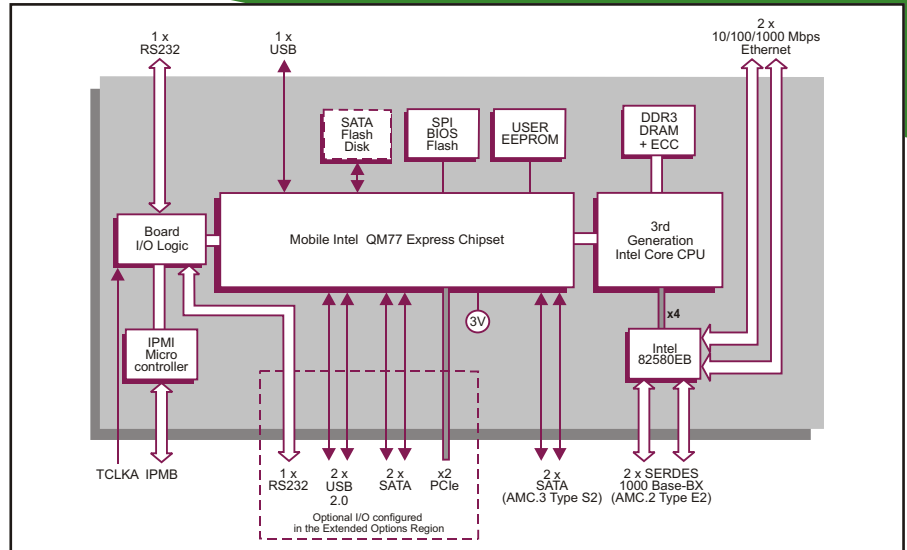 1 x
RS232
1 x
USB
2 x
10/100/1000 Mbps
Ethernet
SATA
Flash
Disk
SPI
BIOS
Flash
USER
EEPROM
DDR3
DRAM
+ ECC
Board
I/O Logic
Mobile Intel QM77 Express Chipset
3rd
Generation
Intel Core CPU
3V
x4
IPMI
Micro
controller
Intel
82580EB
TCLKA IPMB
1 x
RS232
2 x
USB
2.0
2 x
SATA
x2
PCIe
Optional I/O configured
in the Extended Options Region
2 x
SATA
(AMC.3 Type S2)
2 x SERDES
1000 Base-BX
(AMC.2 Type E2)